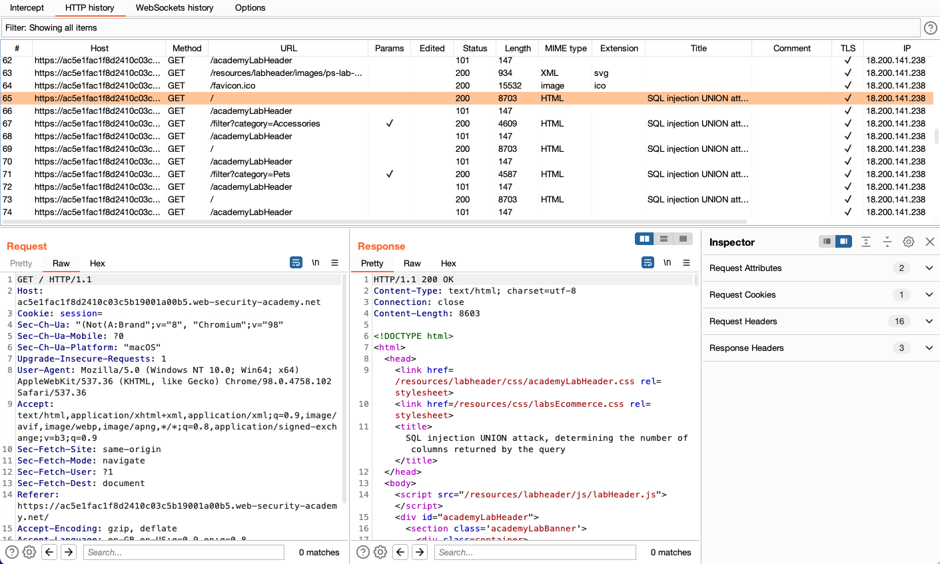 Intercept HTTP history WebSockets history Options
Filter: Showing all items
# Host Method URL Params Edited Status Length MIME type Extension Title Comment TLS IP
62 https://ac5e1fac1f8d2410c03c... GET /academyLabHeader 101 147 ✓ 18.200.141.238
63 https://ac5e1fac1f8d2410c03c... GET /resources/labheader/images/ps-lab-... 200 934 XML svg ✓ 18.200.141.238
64 https://ac5e1fac1f8d2410c03c... GET /favicon.ico 200 15532 image ico ✓ 18.200.141.238
65 https://ac5e1fac1f8d2410c03c... GET / 200 8703 HTML SQL injection UNION att... ✓ 18.200.141.238
66 https://ac5e1fac1f8d2410c03c... GET /academyLabHeader 101 147 ✓ 18.200.141.238
67 https://ac5e1fac1f8d2410c03c... GET /filter?category=Accessories ✓ 200 4609 HTML SQL injection UNION att... ✓ 18.200.141.238
68 https://ac5e1fac1f8d2410c03c... GET /academyLabHeader 101 147 ✓ 18.200.141.238
69 https://ac5e1fac1f8d2410c03c... GET / 200 8703 HTML SQL injection UNION att... ✓ 18.200.141.238
70 https://ac5e1fac1f8d2410c03c... GET /academyLabHeader 101 147 ✓ 18.200.141.238
71 https://ac5e1fac1f8d2410c03c... GET /filter?category=Pets ✓ 200 4587 HTML SQL injection UNION att... ✓ 18.200.141.238
72 https://ac5e1fac1f8d2410c03c... GET /academyLabHeader 101 147 ✓ 18.200.141.238
73 https://ac5e1fac1f8d2410c03c... GET / 200 8703 HTML SQL injection UNION att... ✓ 18.200.141.238
74 https://ac5e1fac1f8d2410c03c... GET /academyLabHeader 101 147 ✓ 18.200.141.238
Request
Pretty Raw Hex \n
1 GET / HTTP/1.1
2 Host:
ac5e1fac1f8d2410c03c5b19001a00b5.web-security-academy.net
3 Cookie: session=
4 Sec-Ch-Ua: "(Not(A:Brand";v="8", "Chromium";v="98"
5 Sec-Ch-Ua-Mobile: ?0
6 Sec-Ch-Ua-Platform: "macOS"
7 Upgrade-Insecure-Requests: 1
8 User-Agent: Mozilla/5.0 (Windows NT 10.0; Win64; x64)
AppleWebKit/537.36 (KHTML, like Gecko) Chrome/98.0.4758.102
Safari/537.36
9 Accept:
text/html,application/xhtml+xml,application/xml;q=0.9,image/
avif,image/webp,image/apng,*/*;q=0.8,application/signed-exch
ange;v=b3;q=0.9
10 Sec-Fetch-Site: same-origin
11 Sec-Fetch-Mode: navigate
12 Sec-Fetch-User: ?1
13 Sec-Fetch-Dest: document
14 Referer:
https://ac5e1fac1f8d2410c03c5b19001a00b5.web-security-academ
y.net/
15 Accept-Encoding: gzip, deflate
16 Accept-Language: en-GB,en-US;q=0.9,en;q=0.8
Search... 0 matches
Response
Pretty Raw Hex \n
1 HTTP/1.1 200 OK
2 Content-Type: text/html; charset=utf-8
3 Connection: close
4 Content-Length: 8603
5
6 <!DOCTYPE html>
7 <html>
8 <head>
9 <link href=
/resources/labheader/css/academyLabHeader.css rel=
stylesheet>
10 <link href=/resources/css/labsEcommerce.css rel=
stylesheet>
11 <title>
SQL injection UNION attack, determining the number of
columns returned by the query
</title>
12 </head>
13 <body>
14 <script src="/resources/labheader/js/labHeader.js">
</script>
15 <div id="academyLabHeader">
16 <section class='academyLabBanner'>
17 <div class=container>
Search... 0 matches
Inspector
Request Attributes 2
Request Cookies 1
Request Headers 16
Response Headers 3